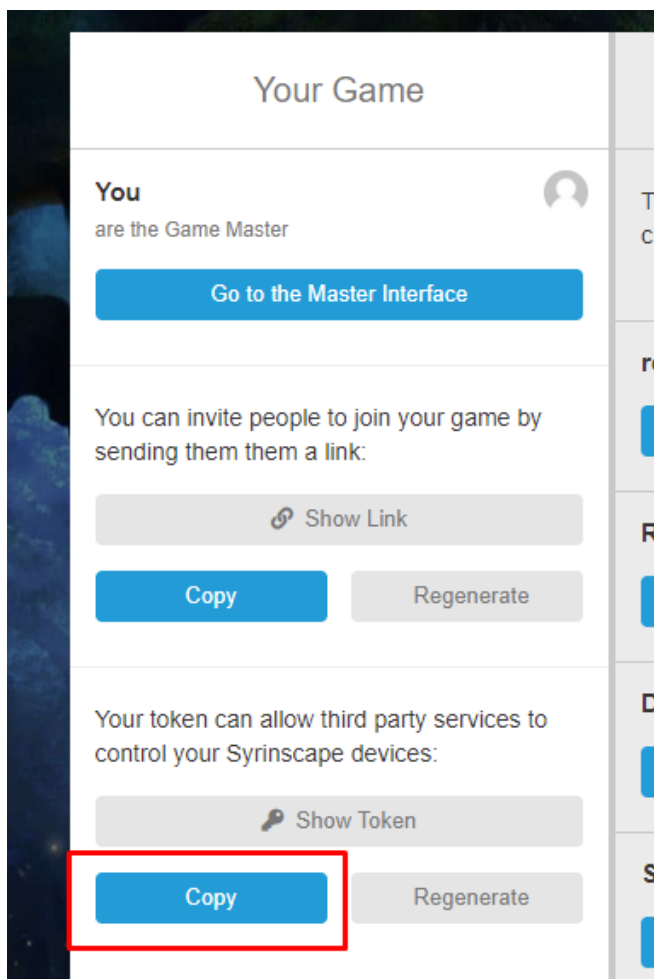 Your Game
You
are the Game Master
Go to the Master Interface
You can invite people to join your game by
sending them them a link:
Show Link
Copy Regenerate
Your token can allow third party services to
control your Syrinscape devices:
Show Token
Copy Regenerate